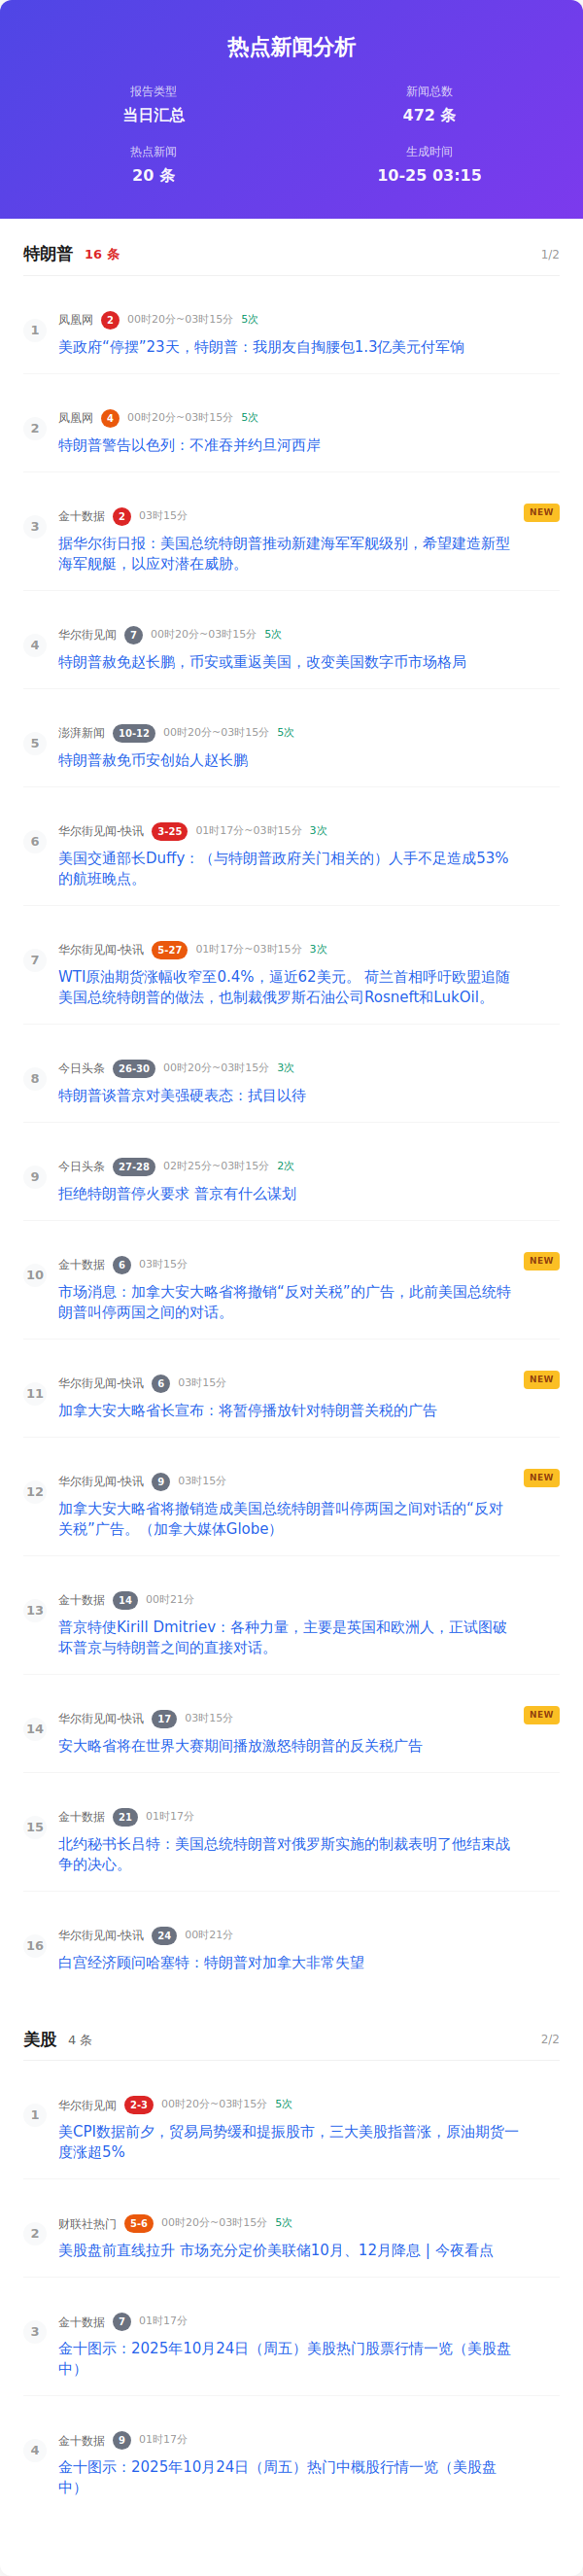 热点新闻分析
报告类型
当日汇总
新闻总数
472 条
热点新闻
20 条
生成时间
10-25 03:15
特朗普 16 条 1/2
1
凤凰网 2 00时20分~03时15分 5次
美政府“停摆”23天，特朗普：我朋友自掏腰包1.3亿美元付军饷
2
凤凰网 4 00时20分~03时15分 5次
特朗普警告以色列：不准吞并约旦河西岸
3
金十数据 2 03时15分 NEW
据华尔街日报：美国总统特朗普推动新建海军军舰级别，希望建造新型
海军舰艇，以应对潜在威胁。
4
华尔街见闻 7 00时20分~03时15分 5次
特朗普赦免赵长鹏，币安或重返美国，改变美国数字币市场格局
5
澎湃新闻 10-12 00时20分~03时15分 5次
特朗普赦免币安创始人赵长鹏
6
华尔街见闻-快讯 3-25 01时17分~03时15分 3次
美国交通部长Duffy：（与特朗普政府关门相关的）人手不足造成53%
的航班晚点。
7
华尔街见闻-快讯 5-27 01时17分~03时15分 3次
WTI原油期货涨幅收窄至0.4%，逼近62美元。 荷兰首相呼吁欧盟追随
美国总统特朗普的做法，也制裁俄罗斯石油公司Rosneft和LukOil。
8
今日头条 26-30 00时20分~03时15分 3次
特朗普谈普京对美强硬表态：拭目以待
9
今日头条 27-28 02时25分~03时15分 2次
拒绝特朗普停火要求 普京有什么谋划
10
金十数据 6 03时15分 NEW
市场消息：加拿大安大略省将撤销“反对关税”的广告，此前美国总统特
朗普叫停两国之间的对话。
11
华尔街见闻-快讯 6 03时15分 NEW
加拿大安大略省长宣布：将暂停播放针对特朗普关税的广告
12
华尔街见闻-快讯 9 03时15分 NEW
加拿大安大略省将撤销造成美国总统特朗普叫停两国之间对话的“反对
关税”广告。（加拿大媒体Globe）
13
金十数据 14 00时21分
普京特使Kirill Dmitriev：各种力量，主要是英国和欧洲人，正试图破
坏普京与特朗普之间的直接对话。
14
华尔街见闻-快讯 17 03时15分 NEW
安大略省将在世界大赛期间播放激怒特朗普的反关税广告
15
金十数据 21 01时17分
北约秘书长吕特：美国总统特朗普对俄罗斯实施的制裁表明了他结束战
争的决心。
16
华尔街见闻-快讯 24 00时21分
白宫经济顾问哈塞特：特朗普对加拿大非常失望
美股 4 条 2/2
1
华尔街见闻 2-3 00时20分~03时15分 5次
美CPI数据前夕，贸易局势缓和提振股市，三大美股指普涨，原油期货一
度涨超5%
2
财联社热门 5-6 00时20分~03时15分 5次
美股盘前直线拉升 市场充分定价美联储10月、12月降息 | 今夜看点
3
金十数据 7 01时17分
金十图示：2025年10月24日（周五）美股热门股票行情一览（美股盘
中）
4
金十数据 9 01时17分
金十图示：2025年10月24日（周五）热门中概股行情一览（美股盘
中）